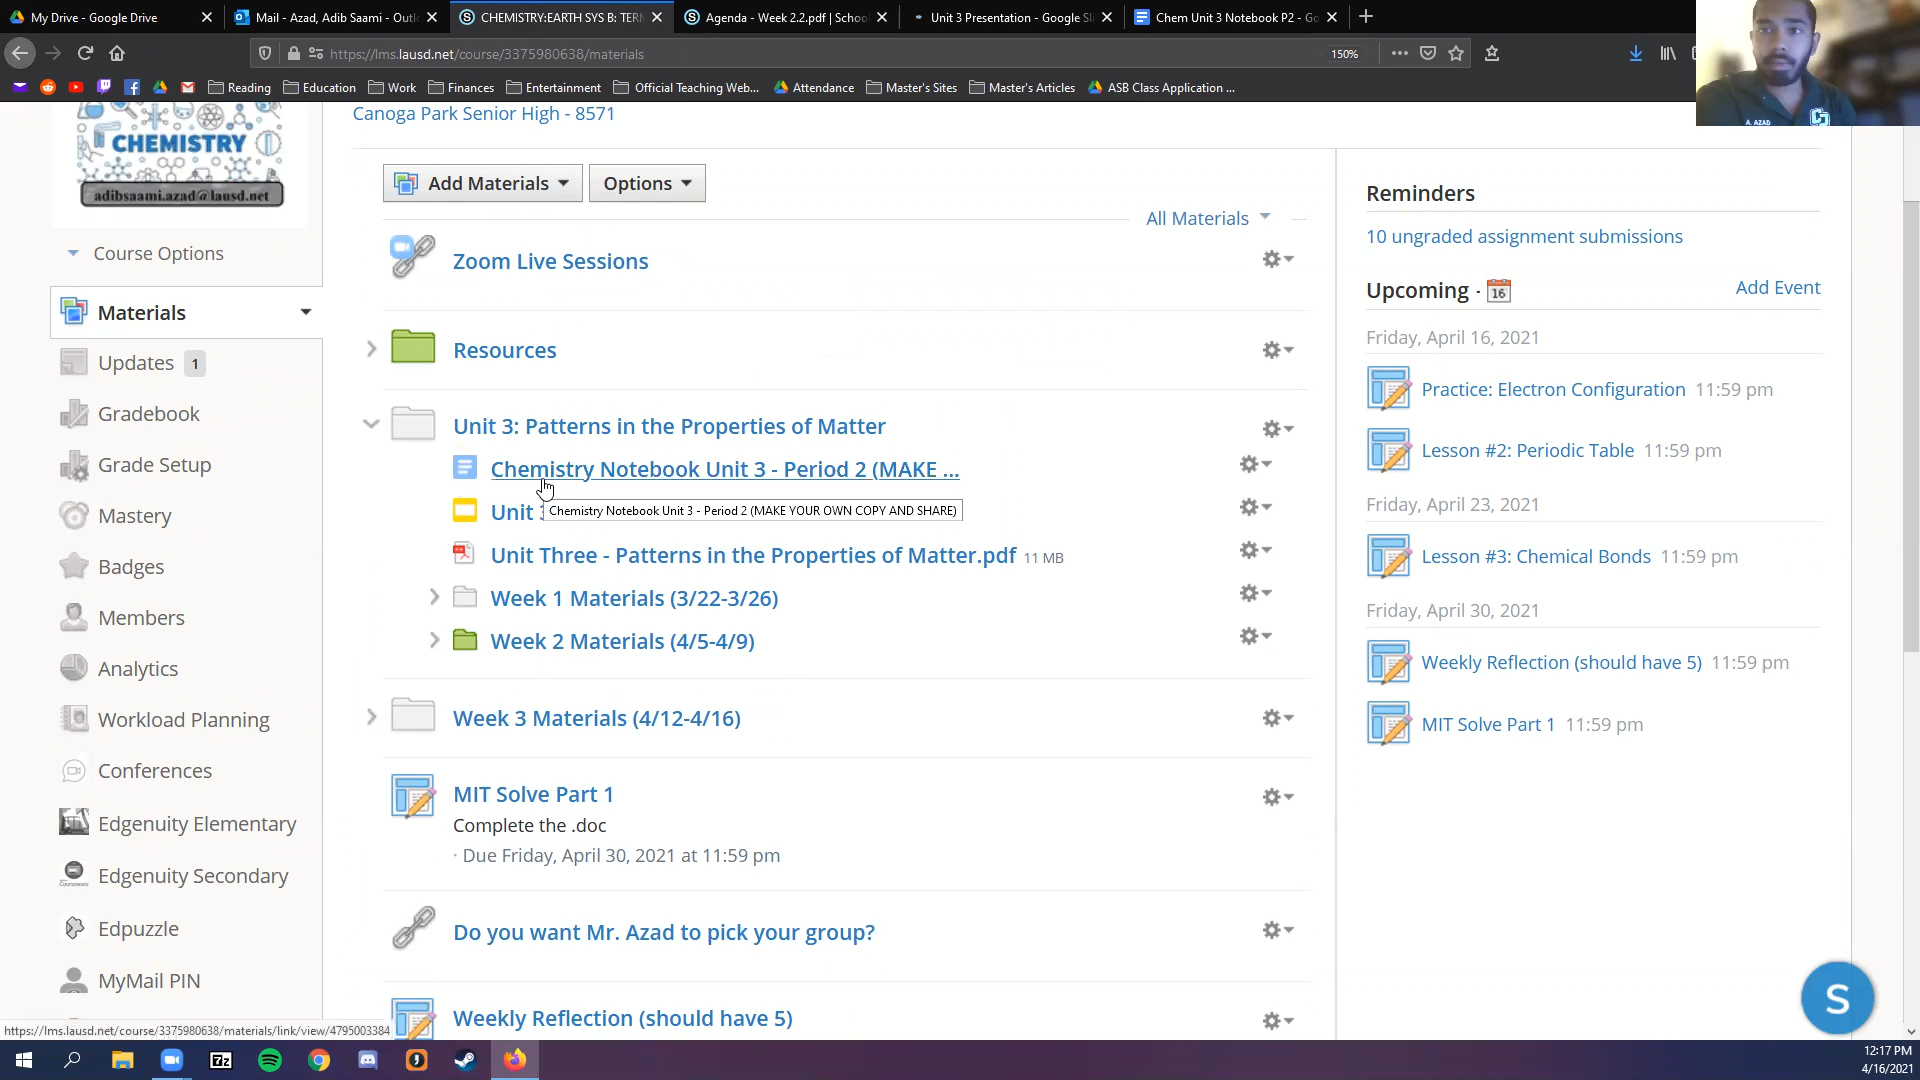 My Drive - Google Drive
Mail - Azad, Adib Saami - Outl
CHEMISTRY:EARTH SYS B: TERM
Agenda - Week 2.2.pdf | School
Unit 3 Presentation - Google Sli
Chem Unit 3 Notebook P2 - Go
https://lms.lausd.net/course/3375980638/materials
150%
Reading
Education
Work
Finances
Entertainment
Official Teaching Web...
Attendance
Master's Sites
Master's Articles
ASB Class Application ...
A. AZAD
CHEMISTRY
adibsaami.azad@lausd.net
Course Options
Materials
Updates 1
Gradebook
Grade Setup
Mastery
Badges
Members
Analytics
Workload Planning
Conferences
Edgenuity Elementary
Edgenuity Secondary
Edpuzzle
MyMail PIN
Canoga Park Senior High - 8571
Add Materials
Options
All Materials
Zoom Live Sessions
Resources
Unit 3: Patterns in the Properties of Matter
Chemistry Notebook Unit 3 - Period 2 (MAKE ...
Unit
Chemistry Notebook Unit 3 - Period 2 (MAKE YOUR OWN COPY AND SHARE)
Unit Three - Patterns in the Properties of Matter.pdf 11 MB
Week 1 Materials (3/22-3/26)
Week 2 Materials (4/5-4/9)
Week 3 Materials (4/12-4/16)
MIT Solve Part 1
Complete the .doc
· Due Friday, April 30, 2021 at 11:59 pm
Do you want Mr. Azad to pick your group?
Weekly Reflection (should have 5)
Reminders
10 ungraded assignment submissions
Upcoming · 16
Add Event
Friday, April 16, 2021
Practice: Electron Configuration 11:59 pm
Lesson #2: Periodic Table 11:59 pm
Friday, April 23, 2021
Lesson #3: Chemical Bonds 11:59 pm
Friday, April 30, 2021
Weekly Reflection (should have 5) 11:59 pm
MIT Solve Part 1 11:59 pm
S
https://lms.lausd.net/course/3375980638/materials/link/view/4795003384
12:17 PM
4/16/2021